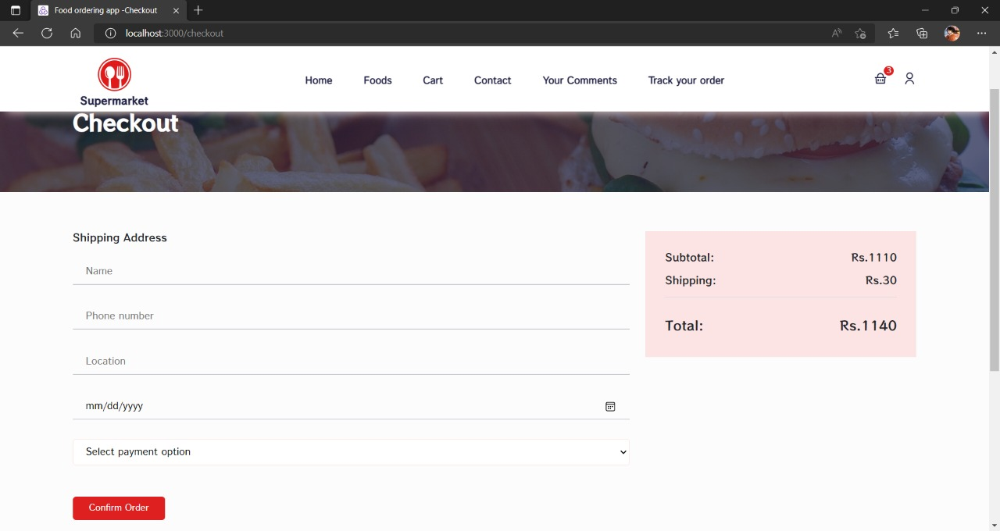 Food ordering app -Checkout
localhost:3000/checkout
Supermarket
Home Foods Cart Contact Your Comments Track your order
3
Checkout
Shipping Address
Name
Phone number
Location
mm/dd/yyyy
Select payment option
Confirm Order
Subtotal: Rs.1110
Shipping: Rs.30
Total: Rs.1140